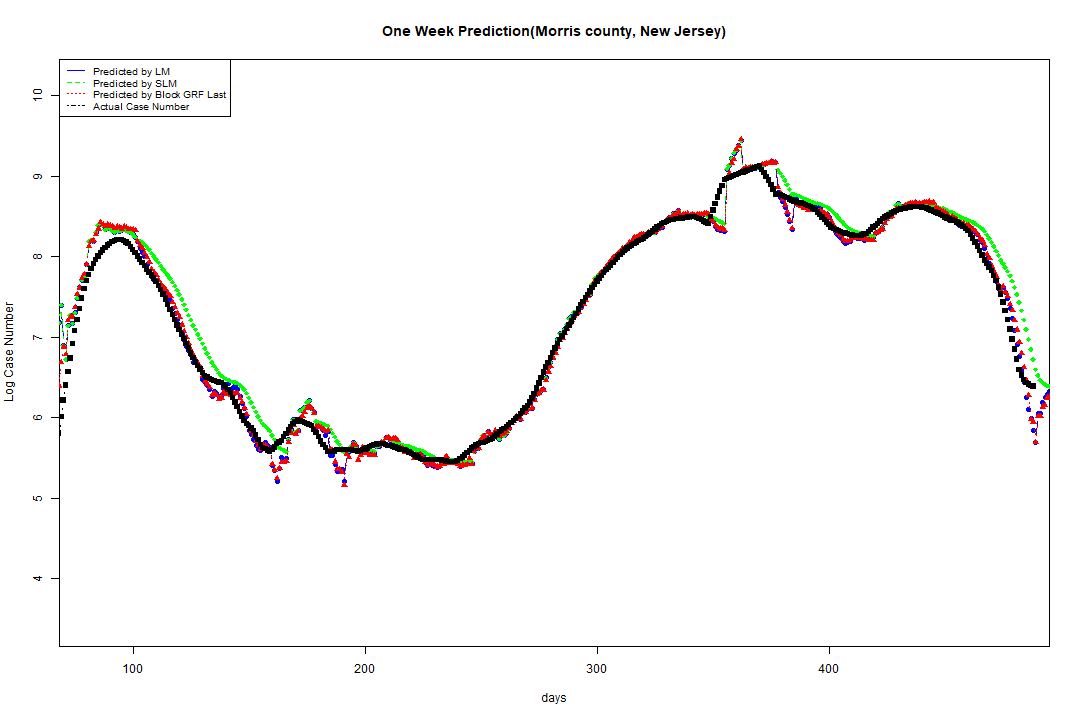 One Week Prediction(Morris county, New Jersey)
Predicted by LM
Predicted by SLM
Predicted by Block GRF Last
Actual Case Number
Log Case Number
10
9
8
7
6
5
4
100
200
300
400
days